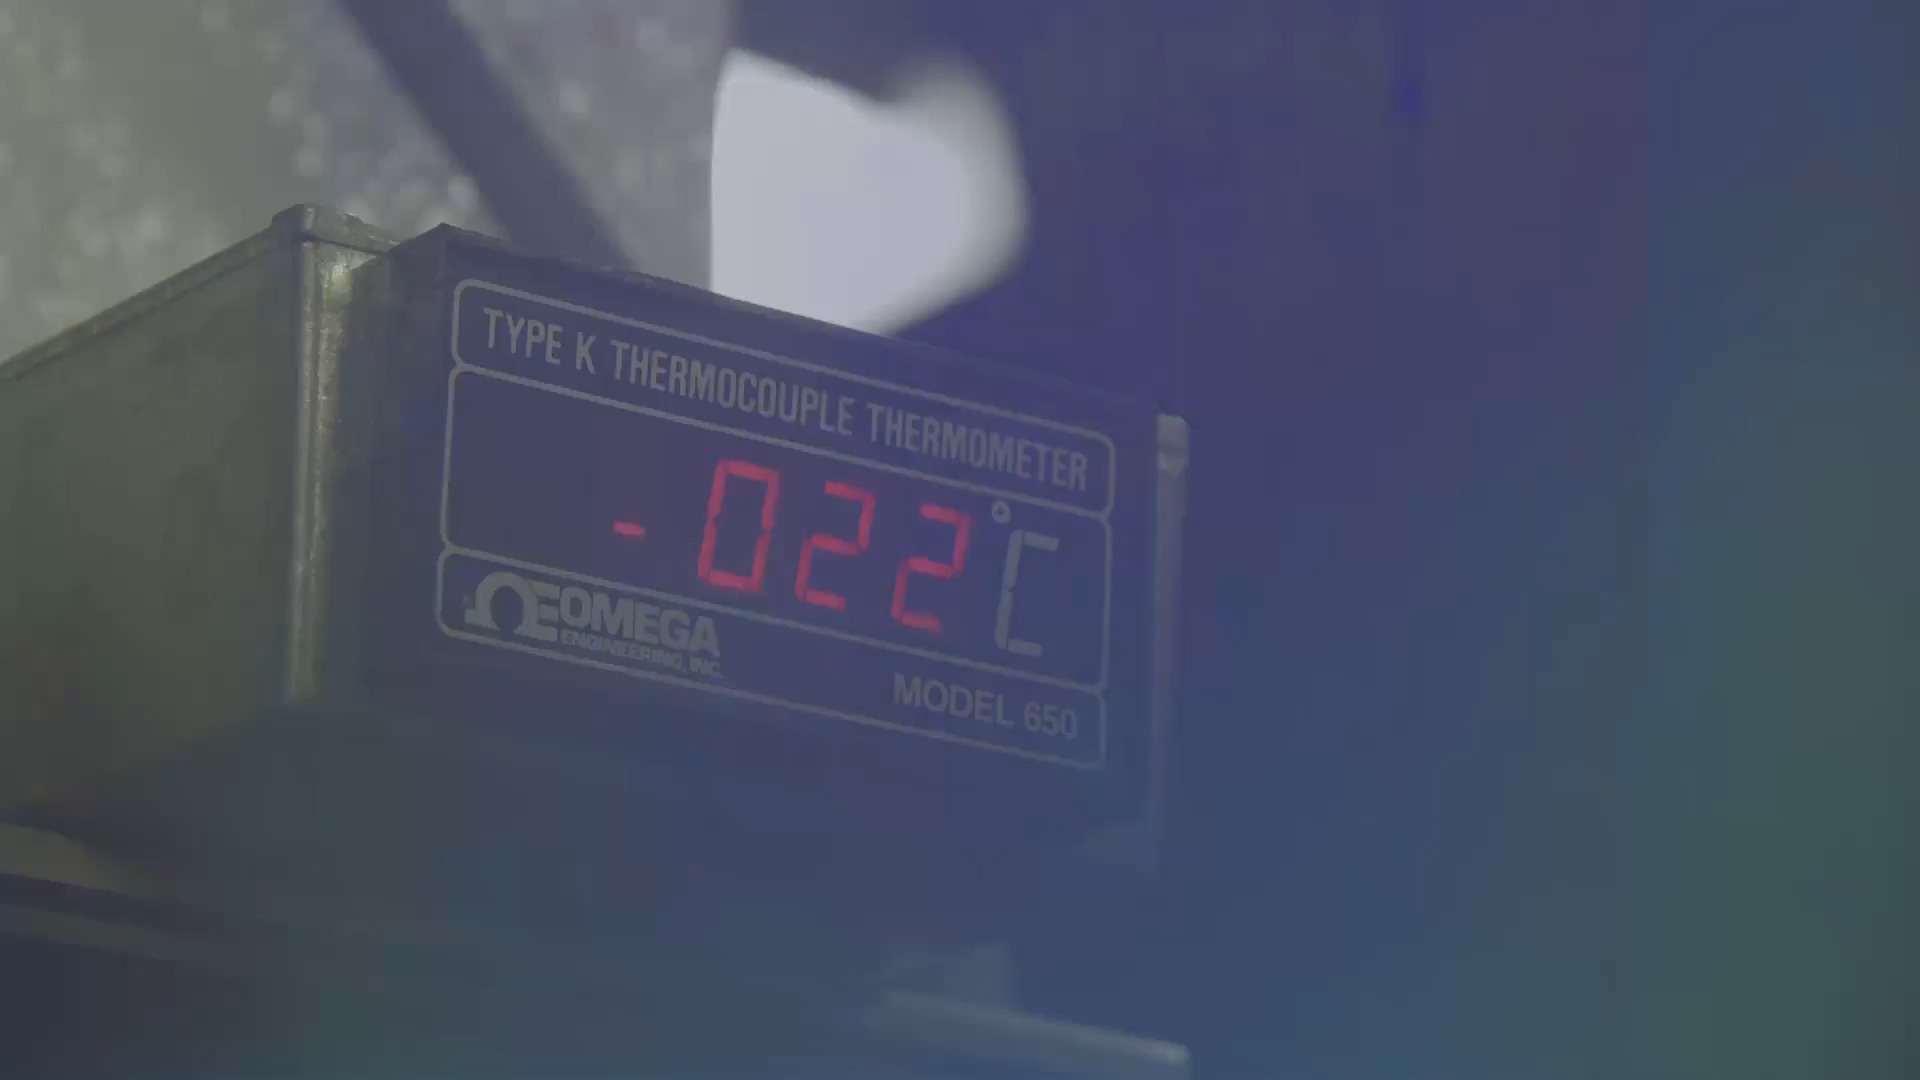 TYPE K THERMOCOUPLE THERMOMETER
-022°C
OMEGA
ENGINEERING, INC.
MODEL 650